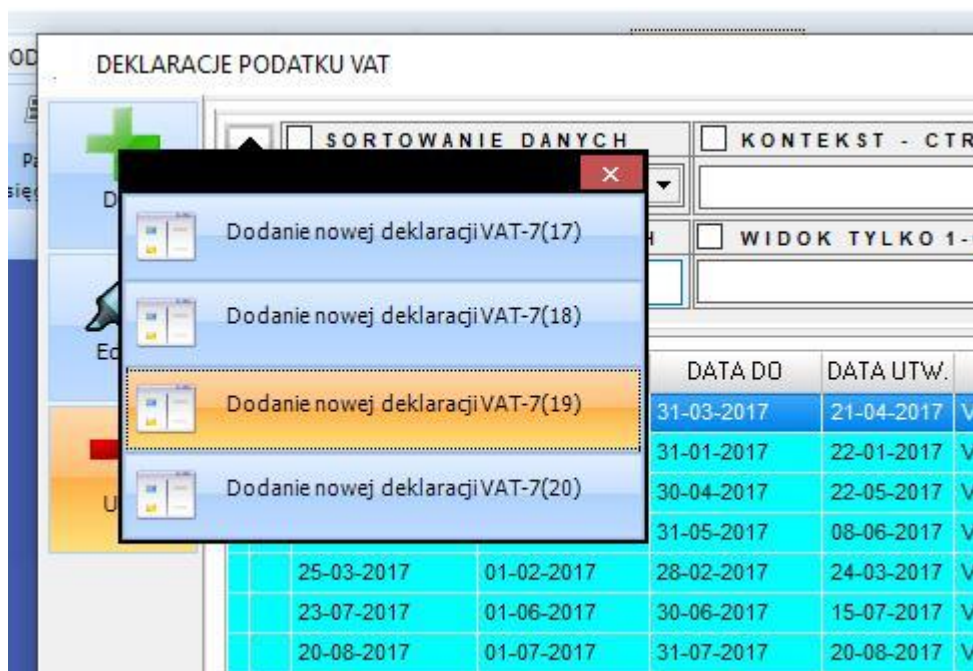 DEKLARACJE PODATKU VAT
SORTOWANIE DANYCH
KONTEKST - CTR
Dodanie nowej deklaracji VAT-7(17)
WIDOK TYLKO 1-
Dodanie nowej deklaracji VAT-7(18)
DATA DO DATA UTW.
Dodanie nowej deklaracji VAT-7(19)
31-03-2017 21-04-2017 V
31-01-2017 22-01-2017 V
Dodanie nowej deklaracji VAT-7(20)
30-04-2017 22-05-2017 V
31-05-2017 08-06-2017 V
25-03-2017 01-02-2017 28-02-2017 24-03-2017 V
23-07-2017 01-06-2017 30-06-2017 15-07-2017 V
20-08-2017 01-07-2017 31-07-2017 20-08-2017 V